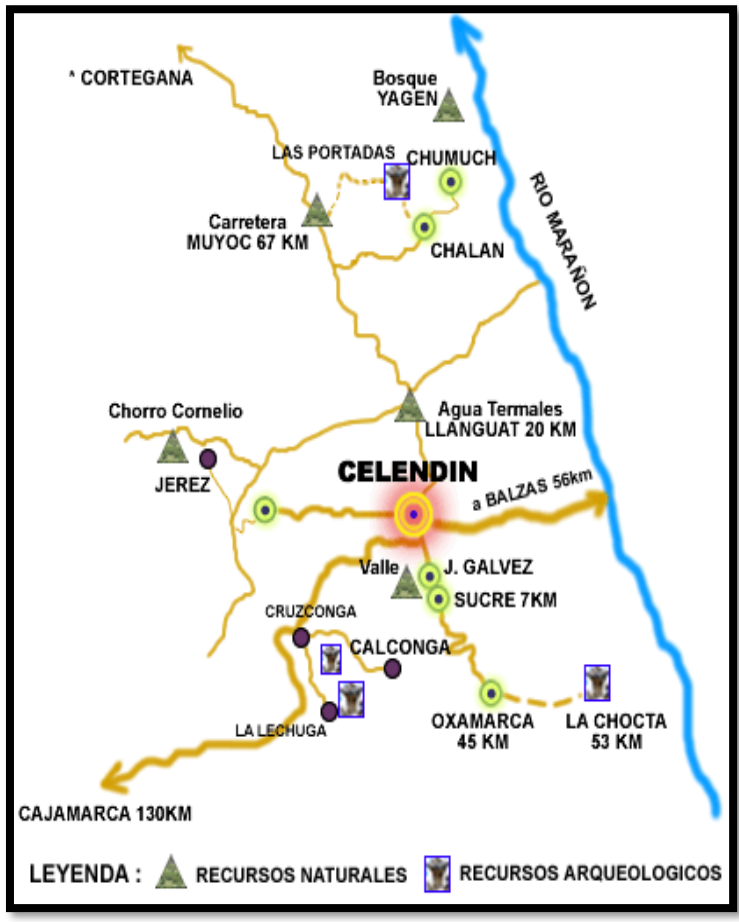 ^ CORTEGANA
Bosque
YAGEN
LAS PORTADAS
CHUMUCH
RIO MARAÑON
Carretera
MUYOC 67 KM
CHALAN
Chorro Cornelio
Agua Termales
LLANGUAT 20 KM
JEREZ
CELENDIN
a BALZAS 56km
Valle
J. GALVEZ
SUCRE 7KM
CRUZCONGA
CALCONGA
LA LECHUGA
OXAMARCA
45 KM
LA CHOCTA
53 KM
CAJAMARCA 130KM
LEYENDA :
RECURSOS NATURALES
RECURSOS ARQUEOLOGICOS